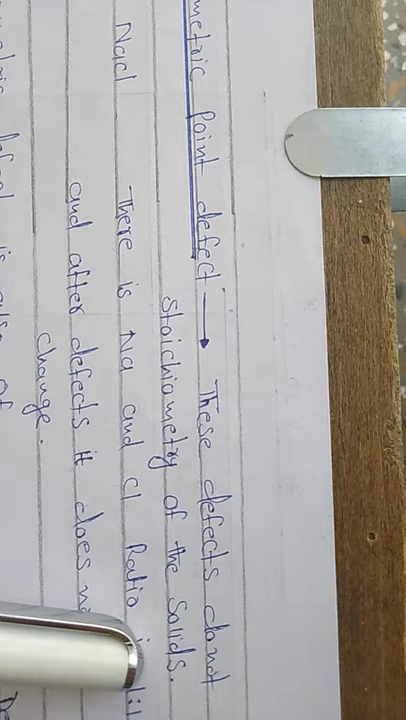 metric Point defect → These defects do not
Stoichiometry of the Solids.
Nacl There is Na and Cl Ratio
and after defects it does
change.
of